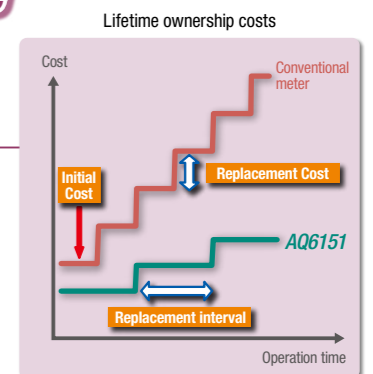 Lifetime ownership costs
Cost
Conventional
meter
Initial
Cost
Replacement Cost
AQ6151
Replacement interval
Operation time